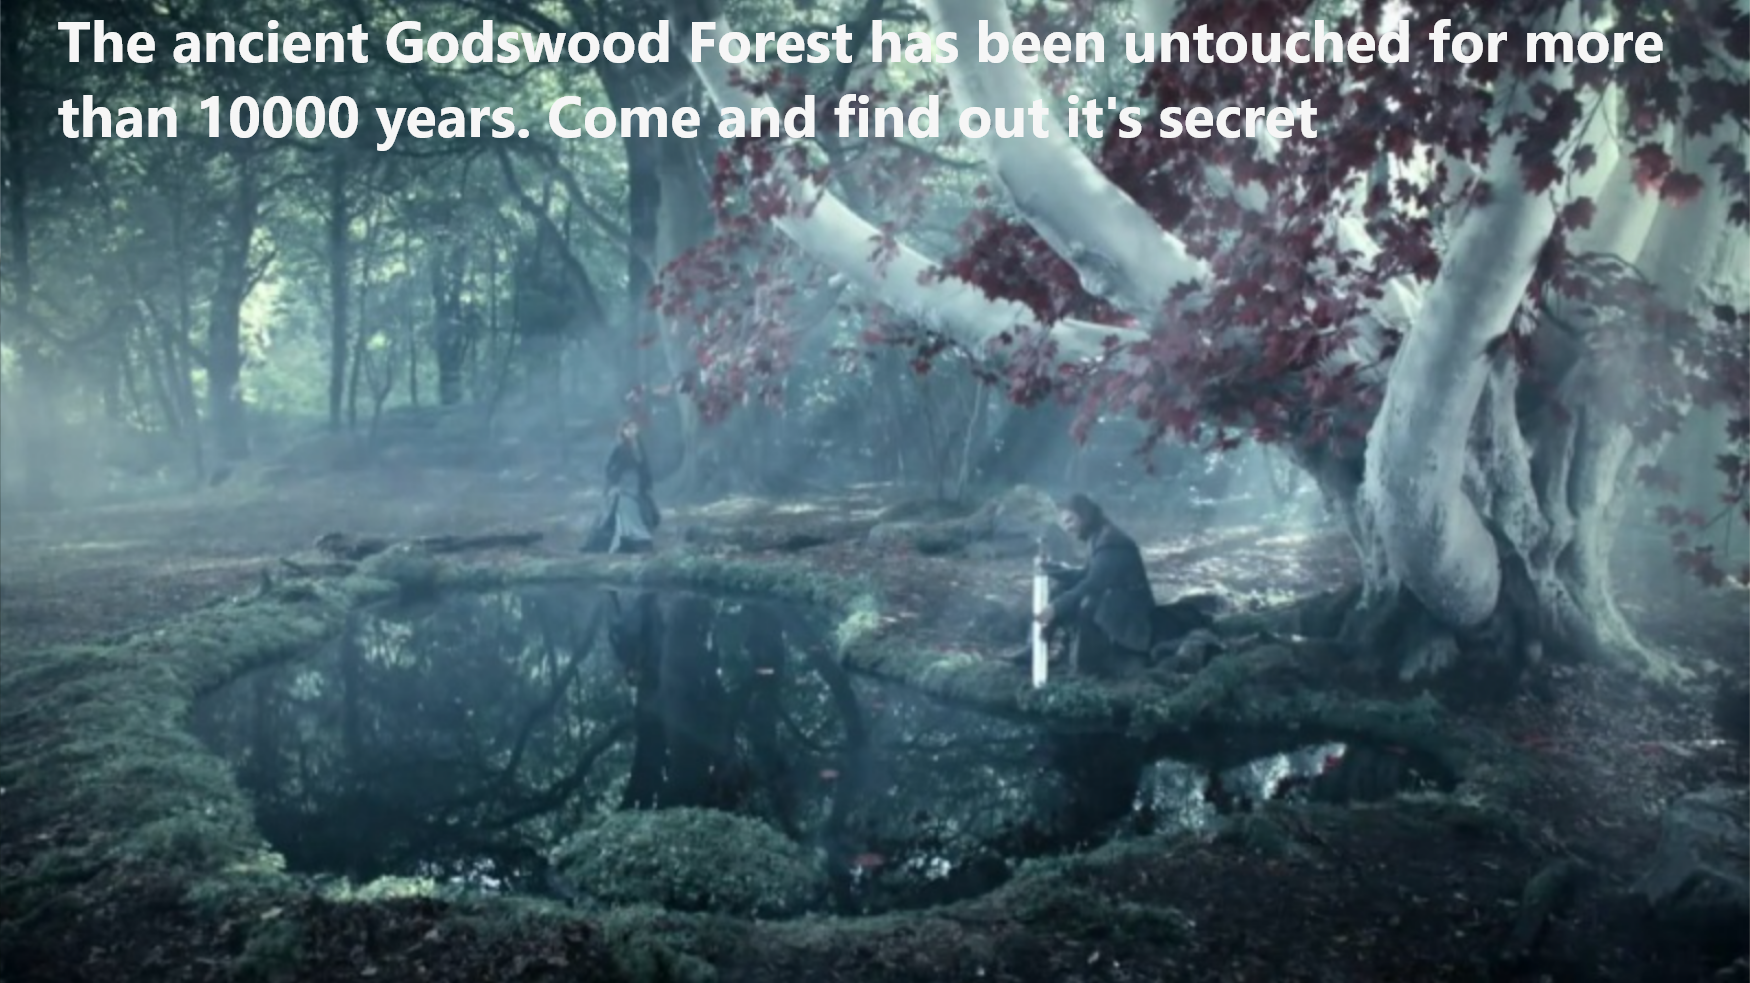 The ancient Godswood Forest has been untouched for more
than 10000 years. Come and find out it's secret